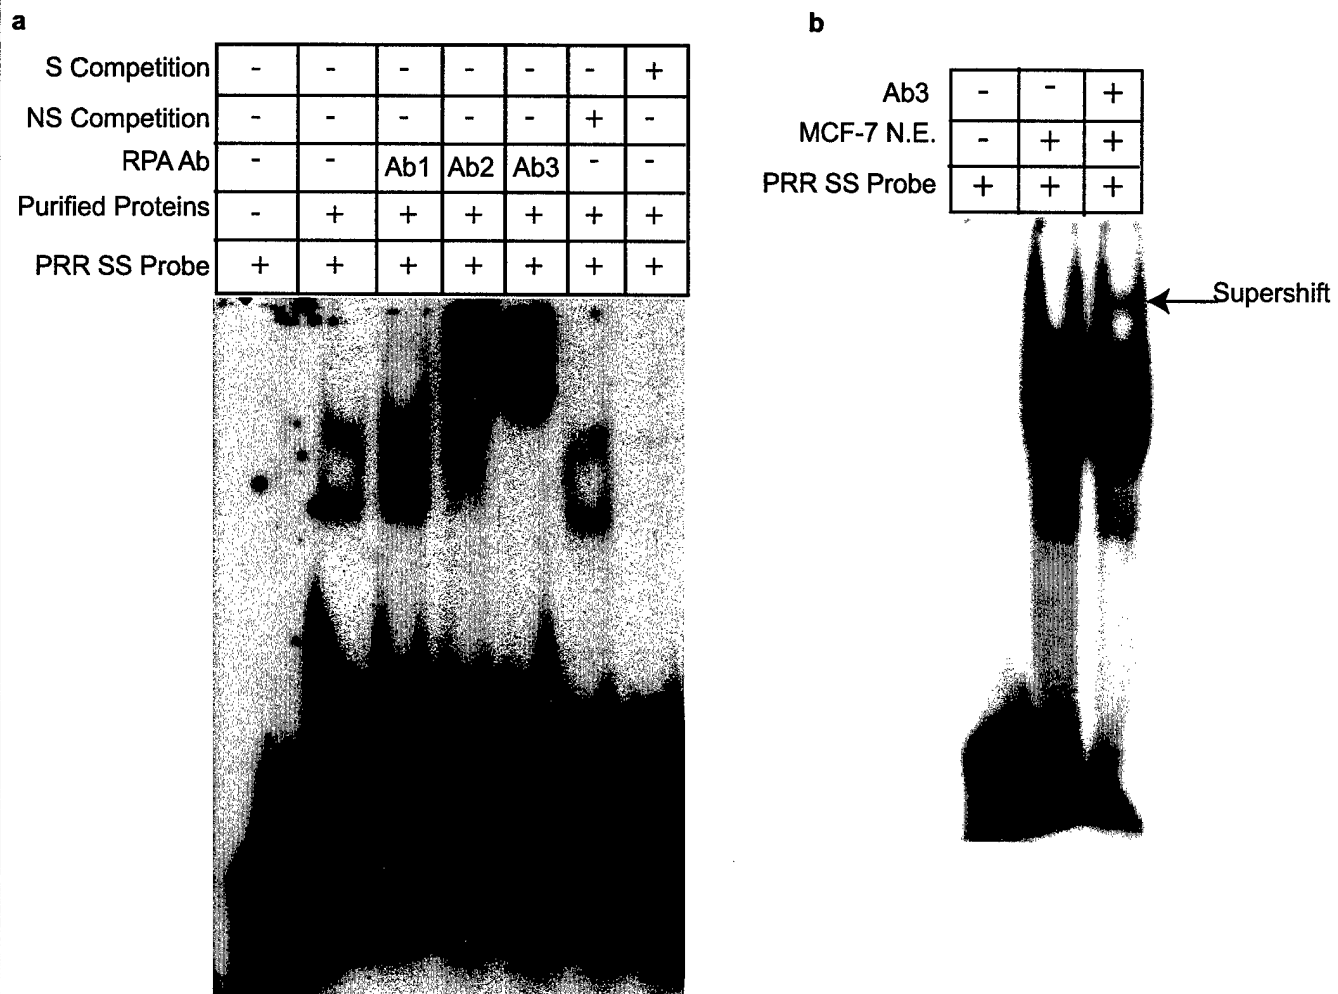 a
S Competition - - - - - - +
NS Competition - - - - - + -
RPA Ab - - Ab1 Ab2 Ab3 - -
Purified Proteins - + + + + + +
PRR SS Probe + + + + + + +
b
Ab3 - - +
MCF-7 N.E. - + +
PRR SS Probe + + +
Supershift